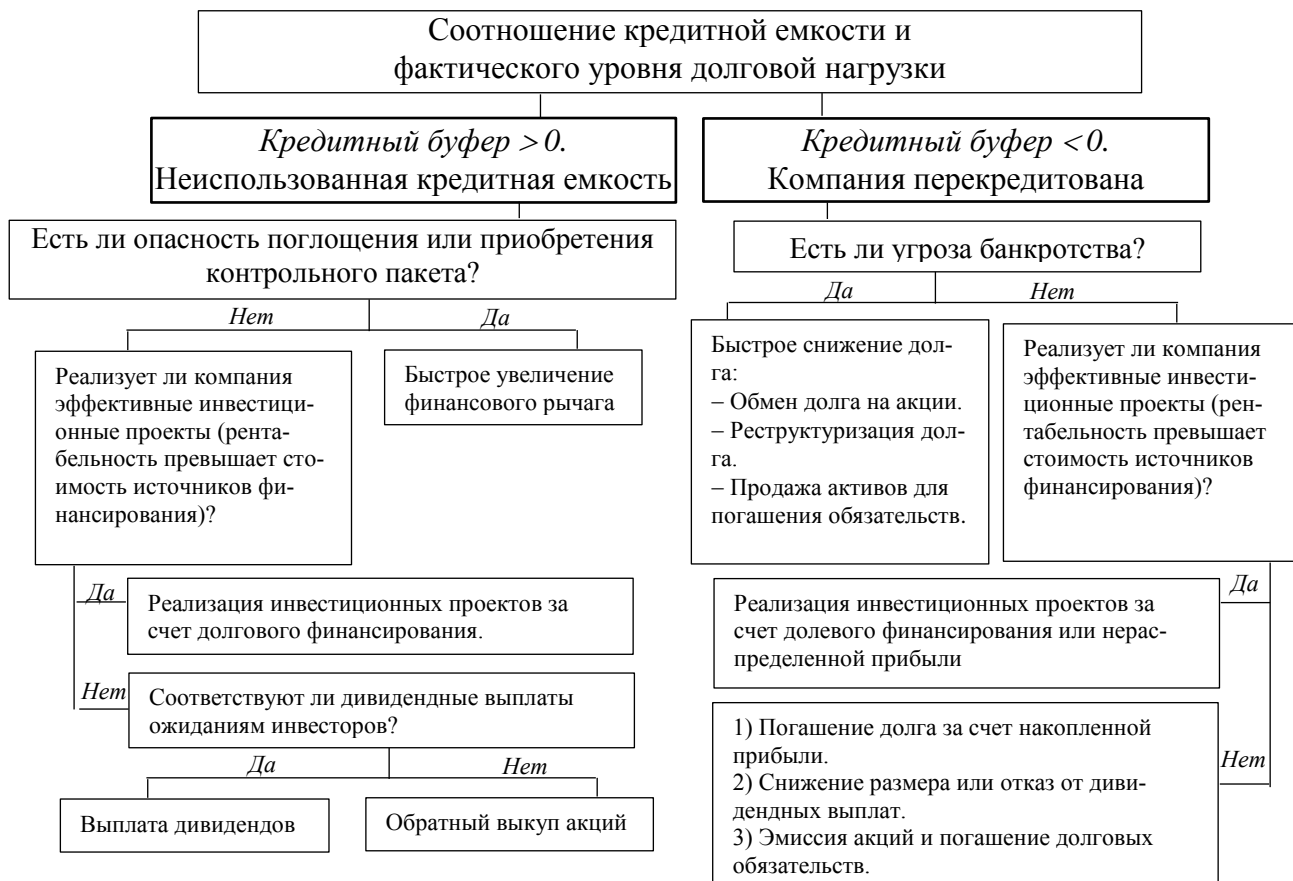 Соотношение кредитной емкости и
фактического уровня долговой нагрузки
Кредитный буфер > 0.
Неиспользованная кредитная емкость
Кредитный буфер < 0.
Компания перекредитована
Есть ли опасность поглощения или приобретения
контрольного пакета?
Есть ли угроза банкротства?
Нет
Да
Да
Нет
Реализует ли компания
эффективные инвестици-
онные проекты (рента-
бельность превышает сто-
имость источников фи-
нансирования)?
Быстрое увеличение
финансового рычага
Быстрое снижение дол-
га:
– Обмен долга на акции.
– Реструктуризация дол-
га.
– Продажа активов для
погашения обязательств.
Реализует ли компания
эффективные инвести-
ционные проекты (рен-
табельность превышает
стоимость источников
финансирования)?
Да
Реализация инвестиционных проектов за
счет долгового финансирования.
Нет
Соответствуют ли дивидендные выплаты
ожиданиям инвесторов?
Да
Нет
Выплата дивидендов
Обратный выкуп акций
Да
Реализация инвестиционных проектов за
счет долевого финансирования или нерас-
пределенной прибыли
Нет
1) Погашение долга за счет накопленной
прибыли.
2) Снижение размера или отказ от диви-
дендных выплат.
3) Эмиссия акций и погашение долговых
обязательств.